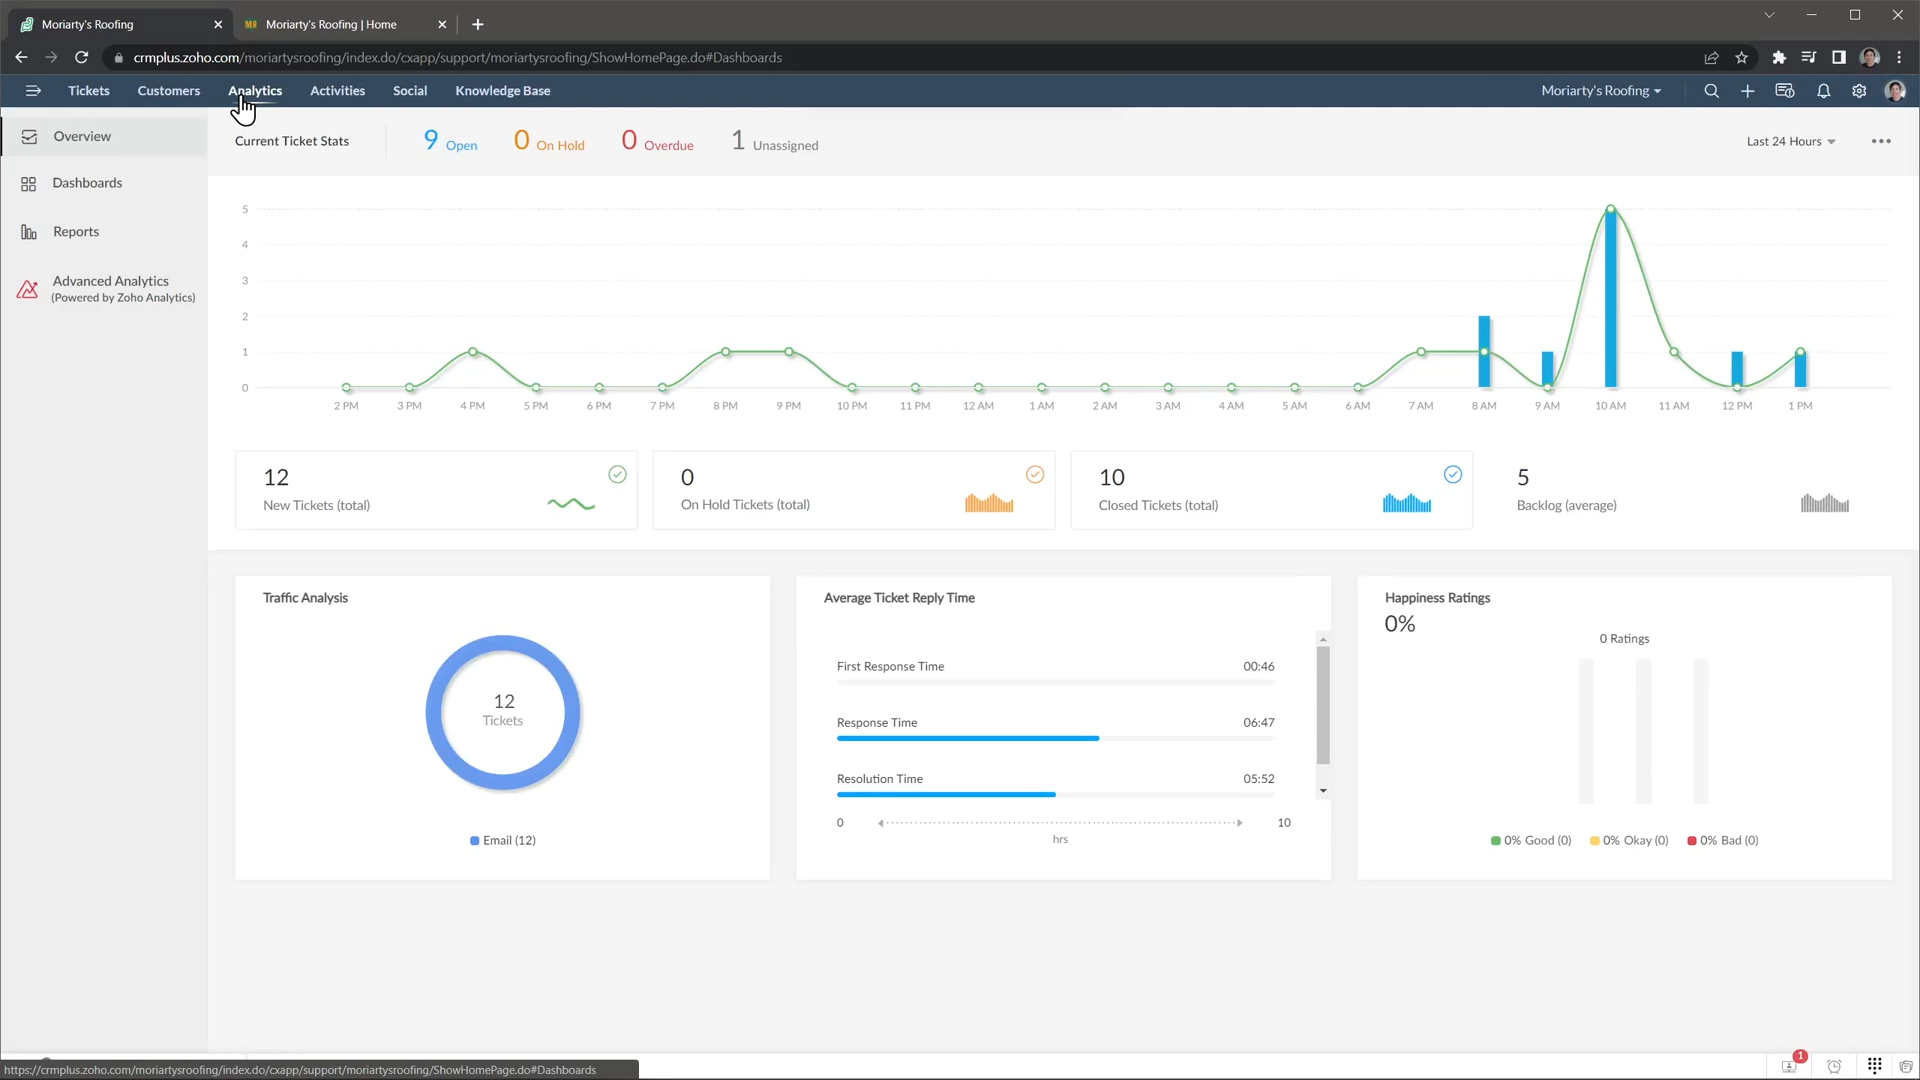 Moriarty's Roofing
MR Moriarty's Roofing | Home
crmplus.zoho.com/moriartysroofing/index.do/cxapp/support/moriartysroofing/ShowHomePage.do#Dashboards
Tickets Customers Analytics Activities Social Knowledge Base Moriarty's Roofing
Overview
Dashboards
Reports
Advanced Analytics
(Powered by Zoho Analytics)
Current Ticket Stats 9 Open 0 On Hold 0 Overdue 1 Unassigned Last 24 Hours
5
4
3
2
1
0
2 PM 3 PM 4 PM 5 PM 6 PM 7 PM 8 PM 9 PM 10 PM 11 PM 12 AM 1 AM 2 AM 3 AM 4 AM 5 AM 6 AM 7 AM 8 AM 9 AM 10 AM 11 AM 12 PM 1 PM
12
New Tickets (total)
0
On Hold Tickets (total)
10
Closed Tickets (total)
5
Backlog (average)
Traffic Analysis
12
Tickets
Email (12)
Average Ticket Reply Time
First Response Time 00:46
Response Time 06:47
Resolution Time 05:52
0 10
hrs
Happiness Ratings
0%
0 Ratings
0% Good (0) 0% Okay (0) 0% Bad (0)
https://crmplus.zoho.com/moriartysroofing/index.do/cxapp/support/moriartysroofing/ShowHomePage.do#Dashboards
1